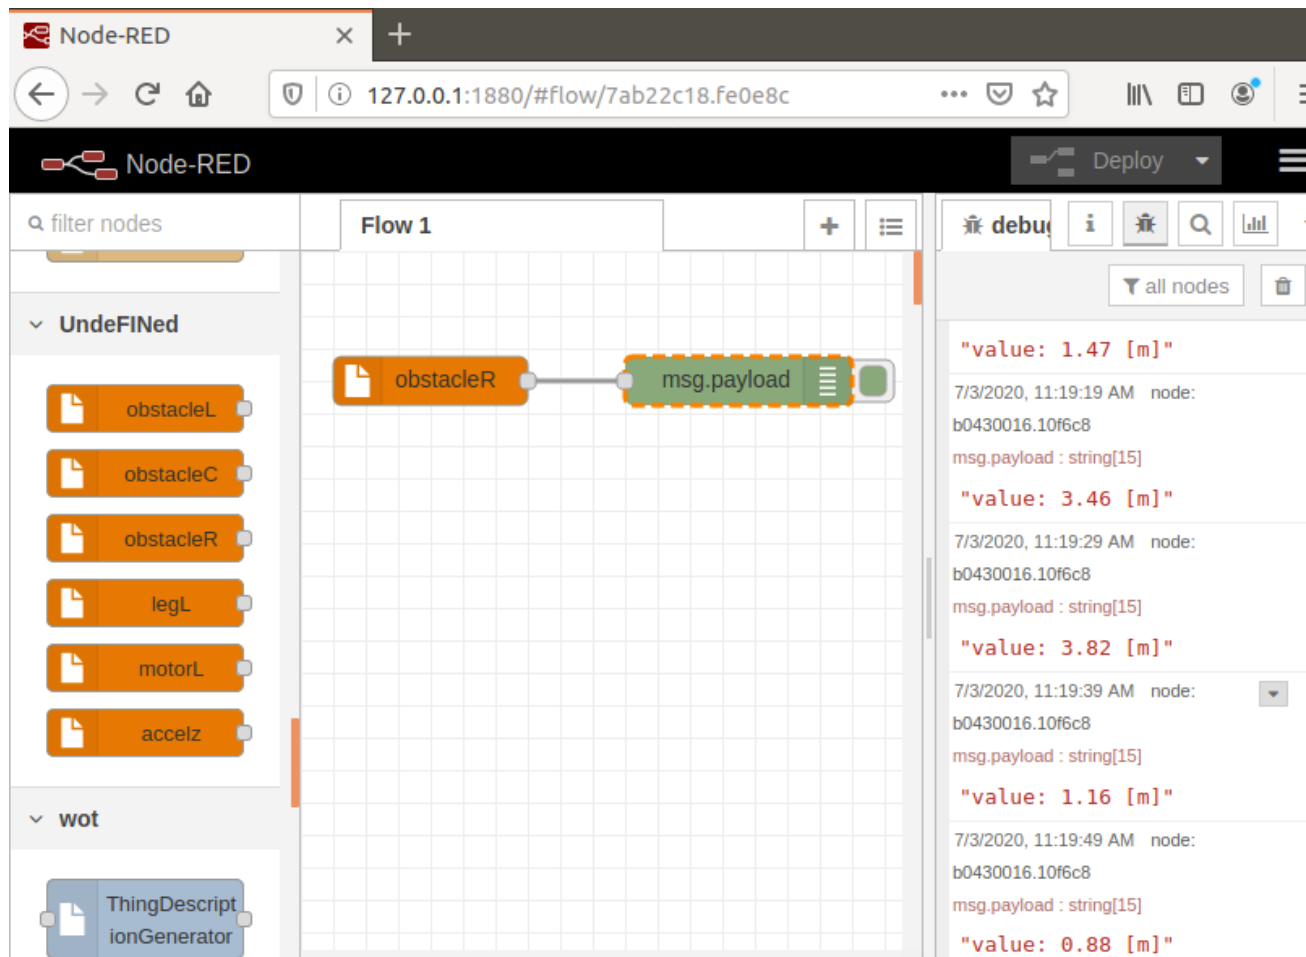 Node-RED
127.0.0.1:1880/#flow/7ab22c18.fe0e8c
Node-RED
Deploy
filter nodes
Flow 1
debug
i
all nodes
UndeFINed
obstacleL
obstacleC
obstacleR
legL
motorL
accelz
wot
ThingDescript
ionGenerator
obstacleR
msg.payload
"value: 1.47 [m]"
7/3/2020, 11:19:19 AM node:
b0430016.10f6c8
msg.payload : string[15]
"value: 3.46 [m]"
7/3/2020, 11:19:29 AM node:
b0430016.10f6c8
msg.payload : string[15]
"value: 3.82 [m]"
7/3/2020, 11:19:39 AM node:
b0430016.10f6c8
msg.payload : string[15]
"value: 1.16 [m]"
7/3/2020, 11:19:49 AM node:
b0430016.10f6c8
msg.payload : string[15]
"value: 0.88 [m]"